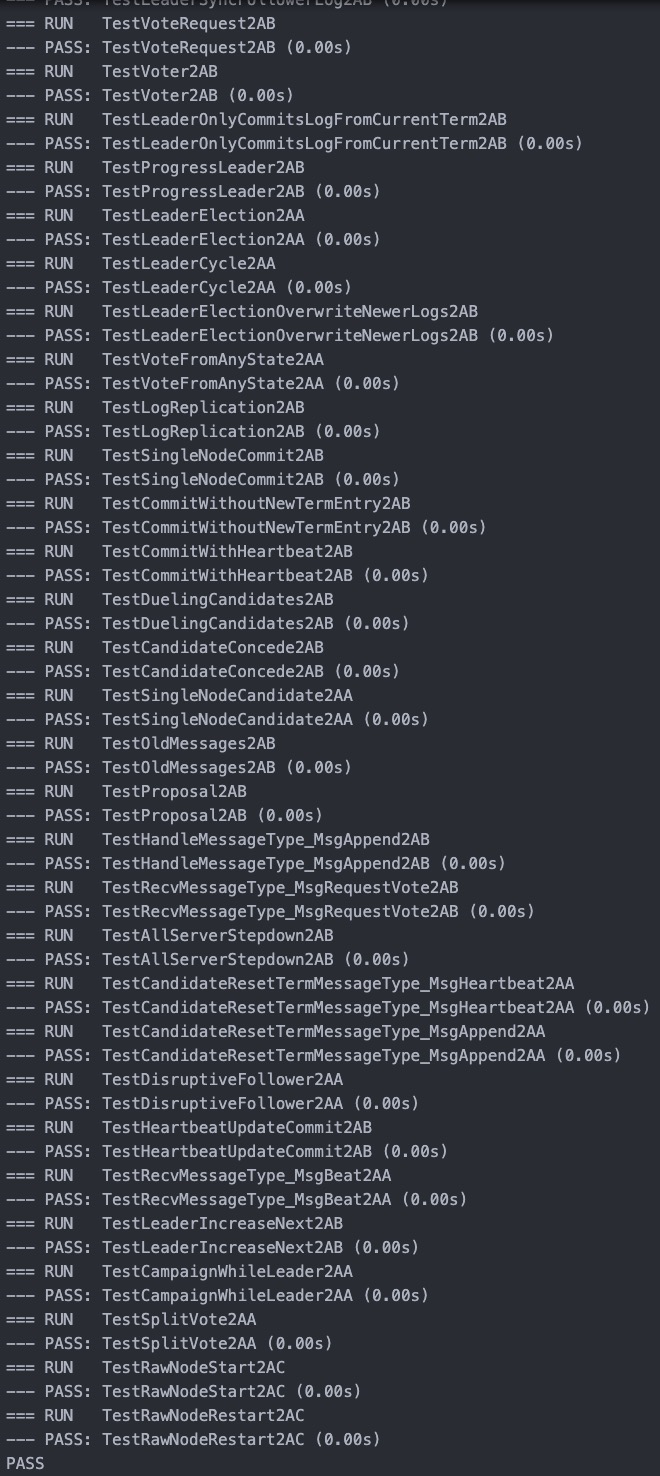 --- PASS: TestLeaderSyncFollowerLog2AB (0.00s)
=== RUN   TestVoteRequest2AB
--- PASS: TestVoteRequest2AB (0.00s)
=== RUN   TestVoter2AB
--- PASS: TestVoter2AB (0.00s)
=== RUN   TestLeaderOnlyCommitsLogFromCurrentTerm2AB
--- PASS: TestLeaderOnlyCommitsLogFromCurrentTerm2AB (0.00s)
=== RUN   TestProgressLeader2AB
--- PASS: TestProgressLeader2AB (0.00s)
=== RUN   TestLeaderElection2AA
--- PASS: TestLeaderElection2AA (0.00s)
=== RUN   TestLeaderCycle2AA
--- PASS: TestLeaderCycle2AA (0.00s)
=== RUN   TestLeaderElectionOverwriteNewerLogs2AB
--- PASS: TestLeaderElectionOverwriteNewerLogs2AB (0.00s)
=== RUN   TestVoteFromAnyState2AA
--- PASS: TestVoteFromAnyState2AA (0.00s)
=== RUN   TestLogReplication2AB
--- PASS: TestLogReplication2AB (0.00s)
=== RUN   TestSingleNodeCommit2AB
--- PASS: TestSingleNodeCommit2AB (0.00s)
=== RUN   TestCommitWithoutNewTermEntry2AB
--- PASS: TestCommitWithoutNewTermEntry2AB (0.00s)
=== RUN   TestCommitWithHeartbeat2AB
--- PASS: TestCommitWithHeartbeat2AB (0.00s)
=== RUN   TestDuelingCandidates2AB
--- PASS: TestDuelingCandidates2AB (0.00s)
=== RUN   TestCandidateConcede2AB
--- PASS: TestCandidateConcede2AB (0.00s)
=== RUN   TestSingleNodeCandidate2AA
--- PASS: TestSingleNodeCandidate2AA (0.00s)
=== RUN   TestOldMessages2AB
--- PASS: TestOldMessages2AB (0.00s)
=== RUN   TestProposal2AB
--- PASS: TestProposal2AB (0.00s)
=== RUN   TestHandleMessageType_MsgAppend2AB
--- PASS: TestHandleMessageType_MsgAppend2AB (0.00s)
=== RUN   TestRecvMessageType_MsgRequestVote2AB
--- PASS: TestRecvMessageType_MsgRequestVote2AB (0.00s)
=== RUN   TestAllServerStepdown2AB
--- PASS: TestAllServerStepdown2AB (0.00s)
=== RUN   TestCandidateResetTermMessageType_MsgHeartbeat2AA
--- PASS: TestCandidateResetTermMessageType_MsgHeartbeat2AA (0.00s)
=== RUN   TestCandidateResetTermMessageType_MsgAppend2AA
--- PASS: TestCandidateResetTermMessageType_MsgAppend2AA (0.00s)
=== RUN   TestDisruptiveFollower2AA
--- PASS: TestDisruptiveFollower2AA (0.00s)
=== RUN   TestHeartbeatUpdateCommit2AB
--- PASS: TestHeartbeatUpdateCommit2AB (0.00s)
=== RUN   TestRecvMessageType_MsgBeat2AA
--- PASS: TestRecvMessageType_MsgBeat2AA (0.00s)
=== RUN   TestLeaderIncreaseNext2AB
--- PASS: TestLeaderIncreaseNext2AB (0.00s)
=== RUN   TestCampaignWhileLeader2AA
--- PASS: TestCampaignWhileLeader2AA (0.00s)
=== RUN   TestSplitVote2AA
--- PASS: TestSplitVote2AA (0.00s)
=== RUN   TestRawNodeStart2AC
--- PASS: TestRawNodeStart2AC (0.00s)
=== RUN   TestRawNodeRestart2AC
--- PASS: TestRawNodeRestart2AC (0.00s)
PASS